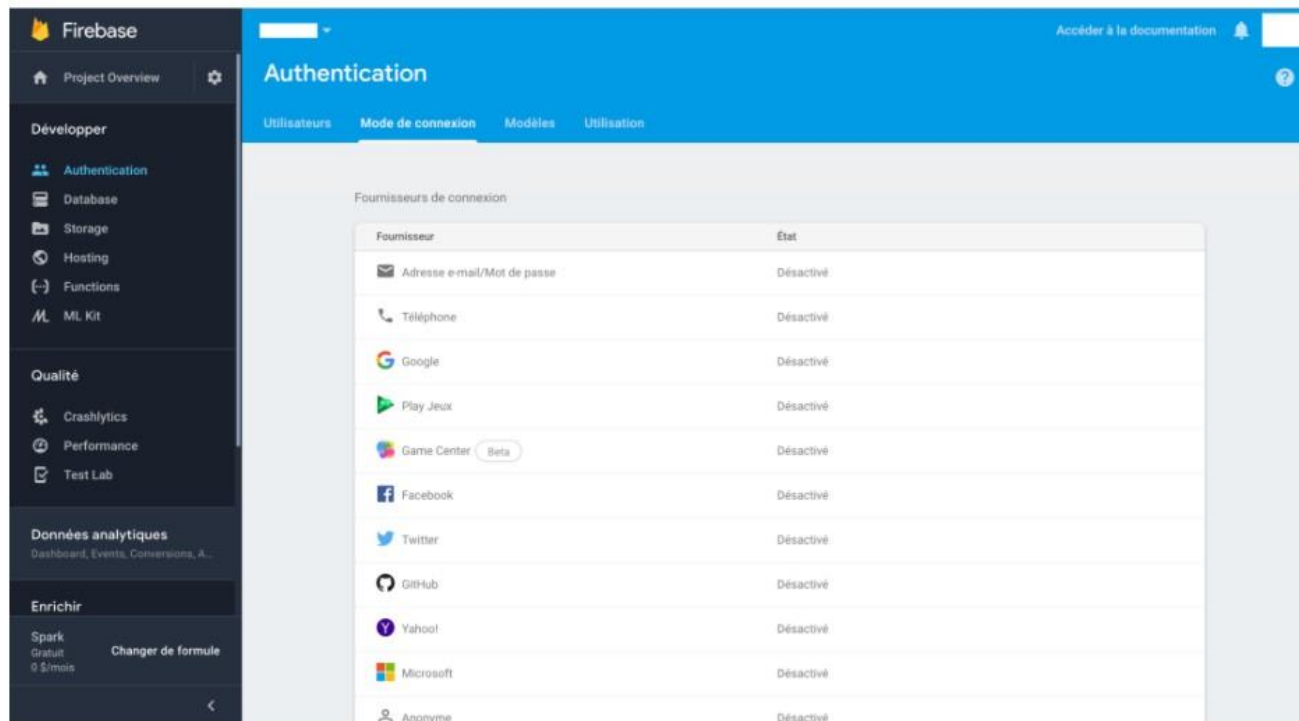 Firebase
Accéder à la documentation
Project Overview
Authentication
Utilisateurs Mode de connexion Modèles Utilisation
Développer
Authentication
Database
Storage
Hosting
Functions
ML Kit
Qualité
Crashlytics
Performance
Test Lab
Données analytiques
Dashboard, Events, Conversions, A...
Enrichir
Spark
Gratuit
0 $/mois
Changer de formule
Fournisseurs de connexion
Fournisseur État
Adresse e-mail/Mot de passe Désactivé
Téléphone Désactivé
Google Désactivé
Play Jeux Désactivé
Game Center Beta Désactivé
Facebook Désactivé
Twitter Désactivé
GitHub Désactivé
Yahoo! Désactivé
Microsoft Désactivé
Anonyme Désactivé